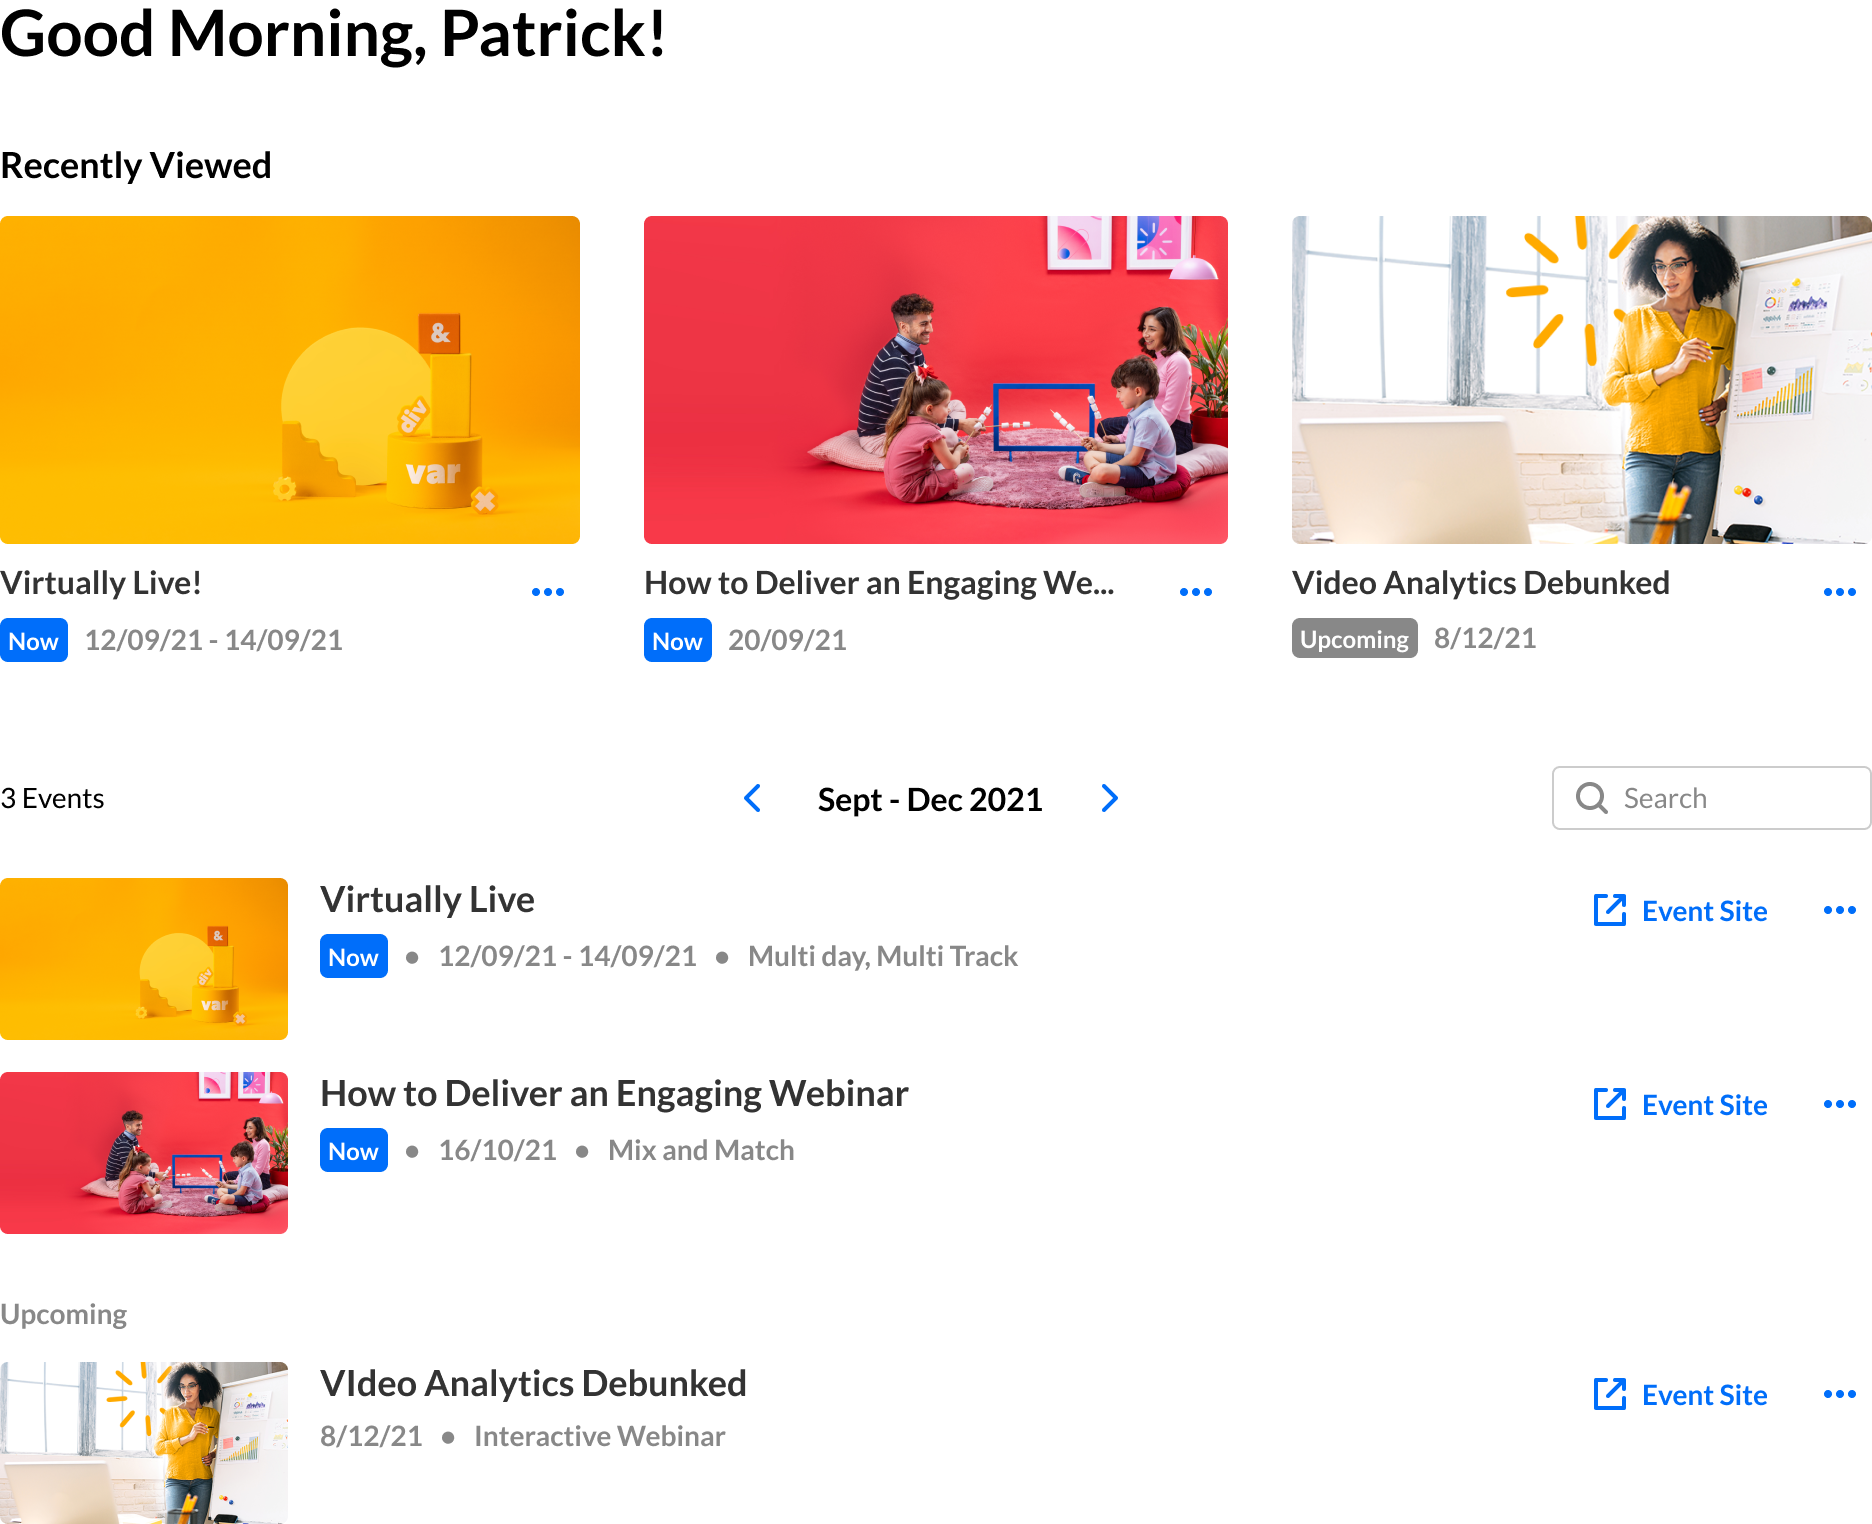 Good Morning, Patrick!
Recently Viewed
&
div
var
Virtually Live!
Now 12/09/21 - 14/09/21
How to Deliver an Engaging We...
Now 20/09/21
Video Analytics Debunked
Upcoming 8/12/21
3 Events
Sept - Dec 2021
Search
&
div
var
Virtually Live
Now • 12/09/21 - 14/09/21 • Multi day, Multi Track
Event Site
How to Deliver an Engaging Webinar
Now • 16/10/21 • Mix and Match
Event Site
Upcoming
VIdeo Analytics Debunked
8/12/21 • Interactive Webinar
Event Site